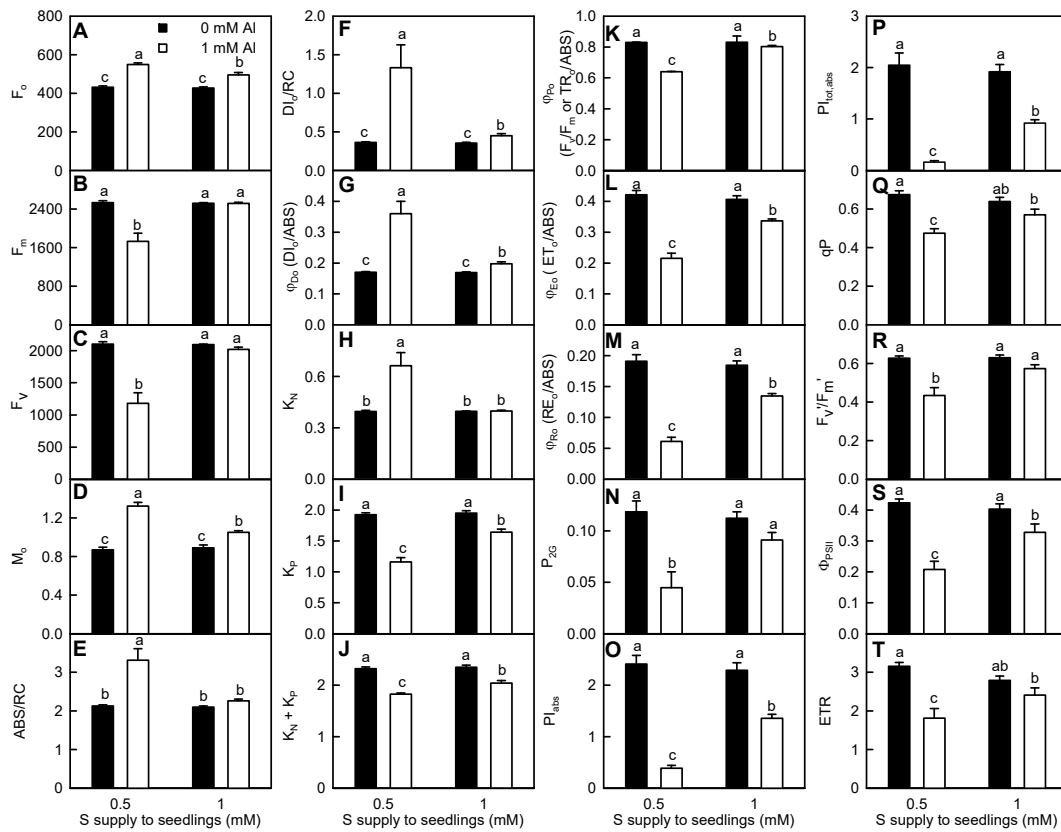 A
0 mM Al
1 mM Al
Fo
600
400
200
0
c
a
c
b
B
Fm
2400
1600
800
0
a
b
a
a
C
FV
2000
1500
1000
500
0
a
b
a
a
D
Mo
1.2
0.8
0.4
0.0
c
a
c
b
E
ABS/RC
3
2
1
0
b
a
b
b
0.5
1
S supply to seedlings (mM)
F
DIo/RC
2.0
1.5
1.0
0.5
0.0
c
a
c
b
G
φDo (DIo/ABS)
0.4
0.3
0.2
0.1
0.0
c
a
c
b
H
KN
0.6
0.4
0.2
0.0
b
a
b
b
I
KP
2.0
1.5
1.0
0.5
0.0
a
c
a
b
J
KN + KP
2
1
0
a
c
a
b
0.5
1
S supply to seedlings (mM)
K
φPo
(Fv/Fm or TRo/ABS)
1.0
0.8
0.6
0.4
0.2
0.0
a
c
a
b
L
φEo ( ETo/ABS)
0.4
0.3
0.2
0.1
0.0
a
c
a
b
M
φRo (REo/ABS)
0.20
0.15
0.10
0.05
0.00
a
c
a
b
N
P2G
0.10
0.05
0.00
a
b
a
a
O
PIabs
2
1
0
a
c
a
b
0.5
1
S supply to seedlings (mM)
P
PItot,abs
3
2
1
0
a
c
a
b
Q
qP
0.6
0.4
0.2
0.0
a
c
ab
b
R
FV'/Fm'
0.6
0.4
0.2
0.0
a
b
a
a
S
ΦPSII
0.4
0.3
0.2
0.1
0.0
a
c
a
b
T
ETR
3
2
1
0
a
c
ab
b
0.5
1
S supply to seedlings (mM)